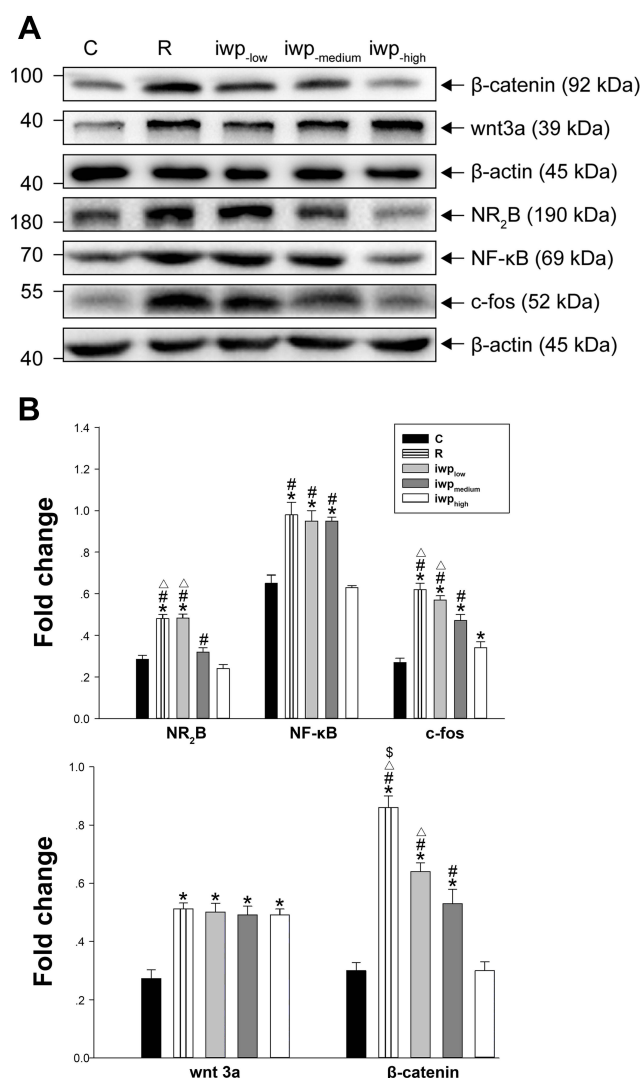 A
C R iwp-low iwp-medium iwp-high
100 β-catenin (92 kDa)
40 wnt3a (39 kDa)
40 β-actin (45 kDa)
180 NR2B (190 kDa)
70 NF-κB (69 kDa)
55 c-fos (52 kDa)
40 β-actin (45 kDa)
B
Fold change
1.4
1.2
1.0
.8
.6
.4
.2
0.0
C
R
iwplow
iwpmedium
iwphigh
△ # *
△ # *
#
# *
# *
# *
△ # *
△ # *
# *
*
NR2B NF-κB c-fos
Fold change
1.0
.8
.6
.4
.2
0.0
* * * *
$ △ # *
△ # *
# *
wnt 3a ß-catenin